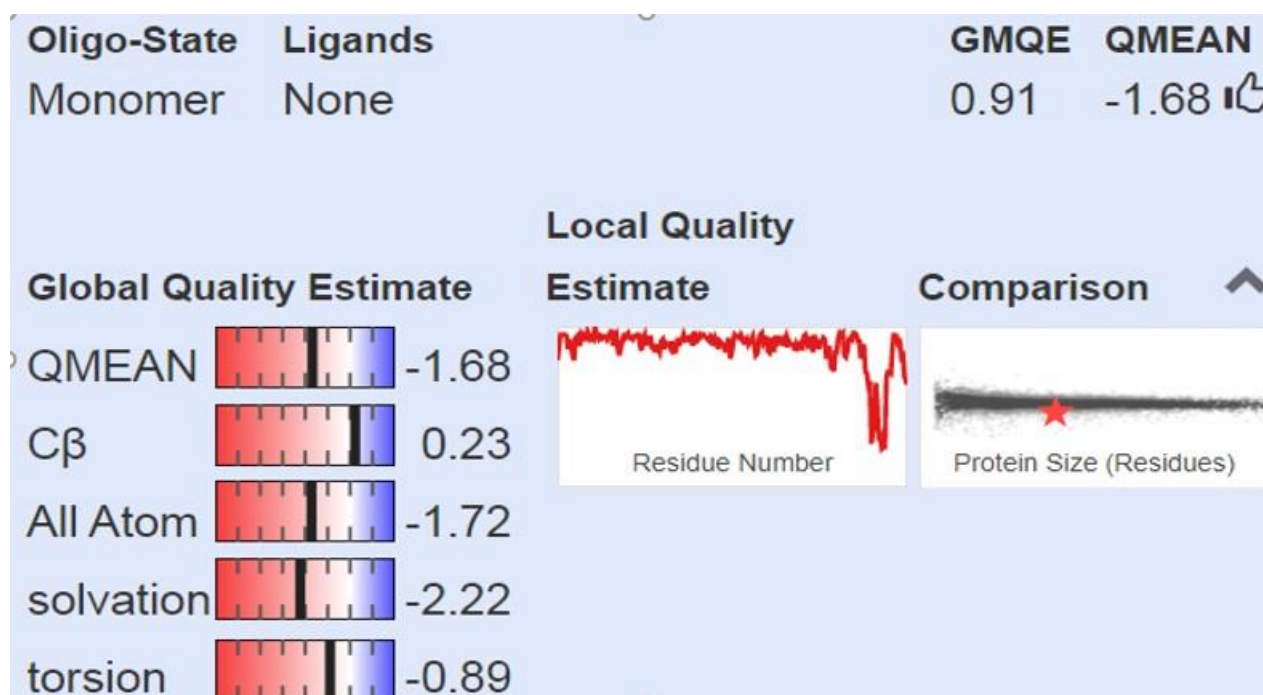 Oligo-State Ligands GMQE QMEAN
Monomer None 0.91 -1.68
Local Quality
Global Quality Estimate Estimate Comparison
QMEAN -1.68
Cβ 0.23
All Atom -1.72
solvation -2.22
torsion -0.89
Residue Number
Protein Size (Residues)